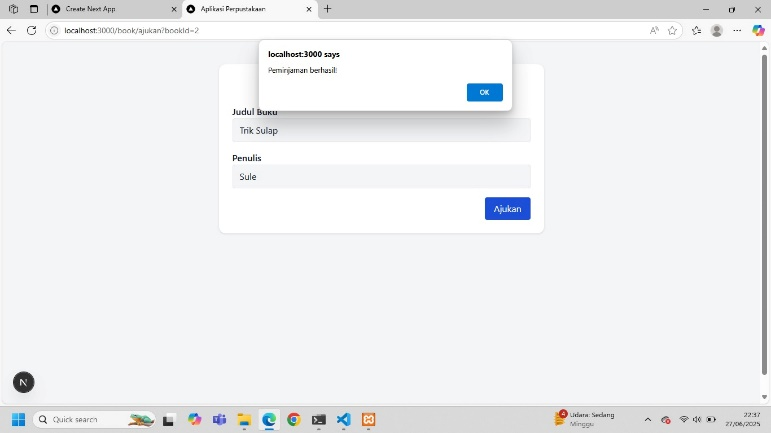 Create Next App
Aplikasi Perpustakaan
localhost:3000/book/ajukan?bookId=2
localhost:3000 says
Peminjaman berhasil!
OK
Judul Buku
Trik Sulap
Penulis
Sule
Ajukan
N
Quick search
4
Udara: Sedang
Minggu
22:37
27/06/2025